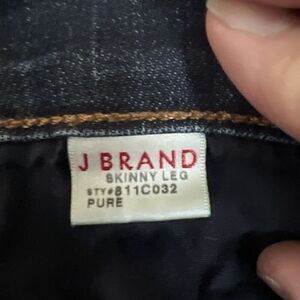 J BRAND
SKINNY LEG
STY#811C032
PURE